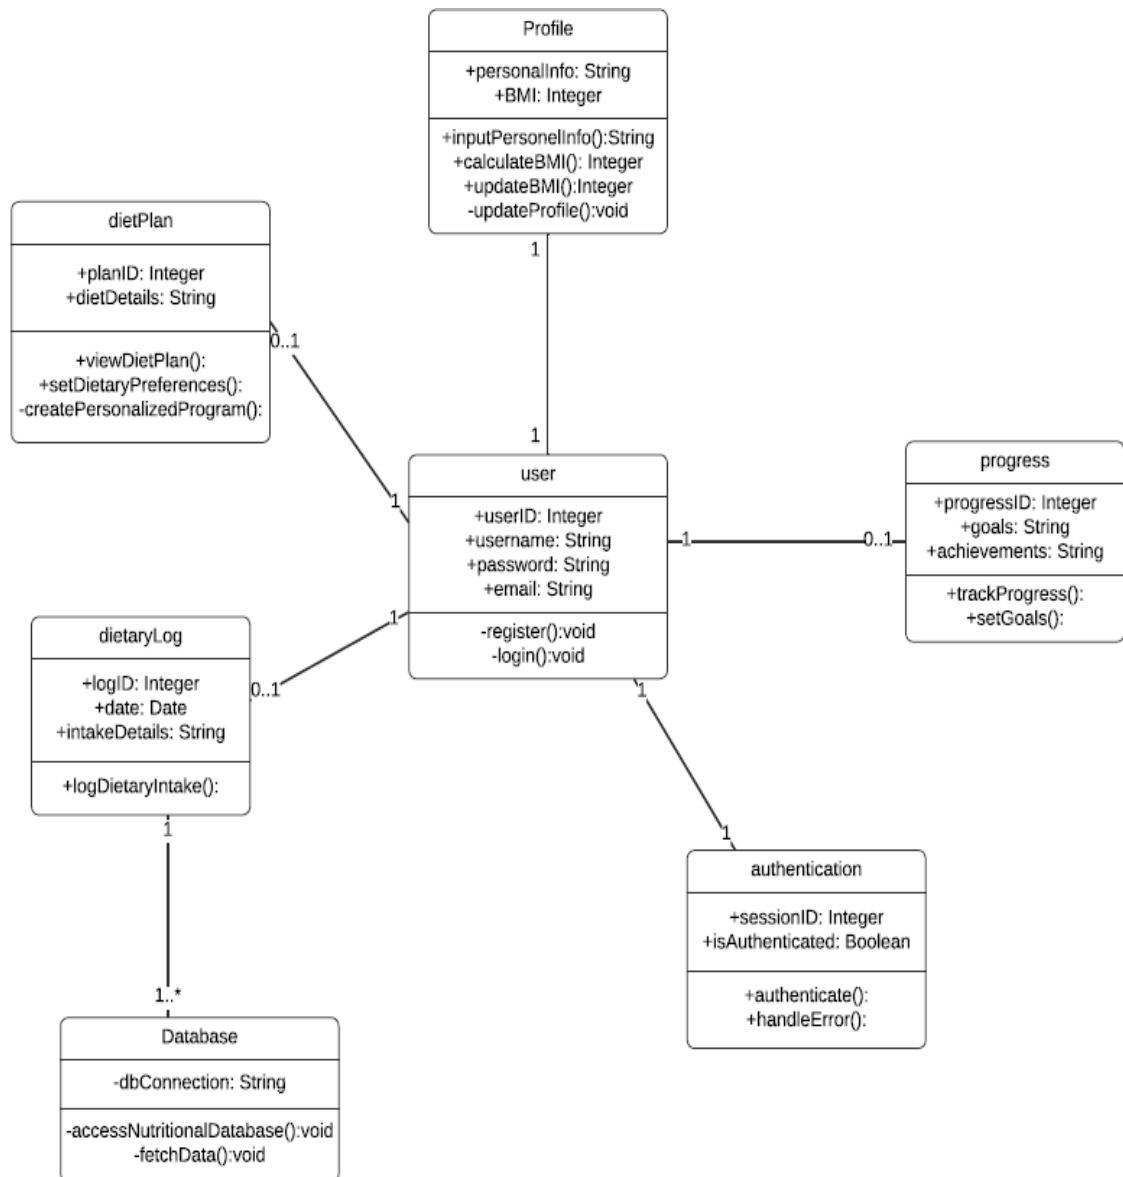 Profile
+personalInfo: String
+BMI: Integer
+inputPersonelInfo():String
+calculateBMI(): Integer
+updateBMI():Integer
-updateProfile():void
1
dietPlan
+planID: Integer
+dietDetails: String
+viewDietPlan():
+setDietaryPreferences():
-createPersonalizedProgram():
0..1
1
1
user
+userID: Integer
+username: String
+password: String
+email: String
-register():void
-login():void
1
0..1
progress
+progressID: Integer
+goals: String
+achievements: String
+trackProgress():
+setGoals():
1
0..1
dietaryLog
+logID: Integer
+date: Date
+intakeDetails: String
+logDietaryIntake():
1
1
1
authentication
+sessionID: Integer
+isAuthenticated: Boolean
+authenticate():
+handleError():
1..*
Database
-dbConnection: String
-accessNutritionalDatabase():void
-fetchData():void